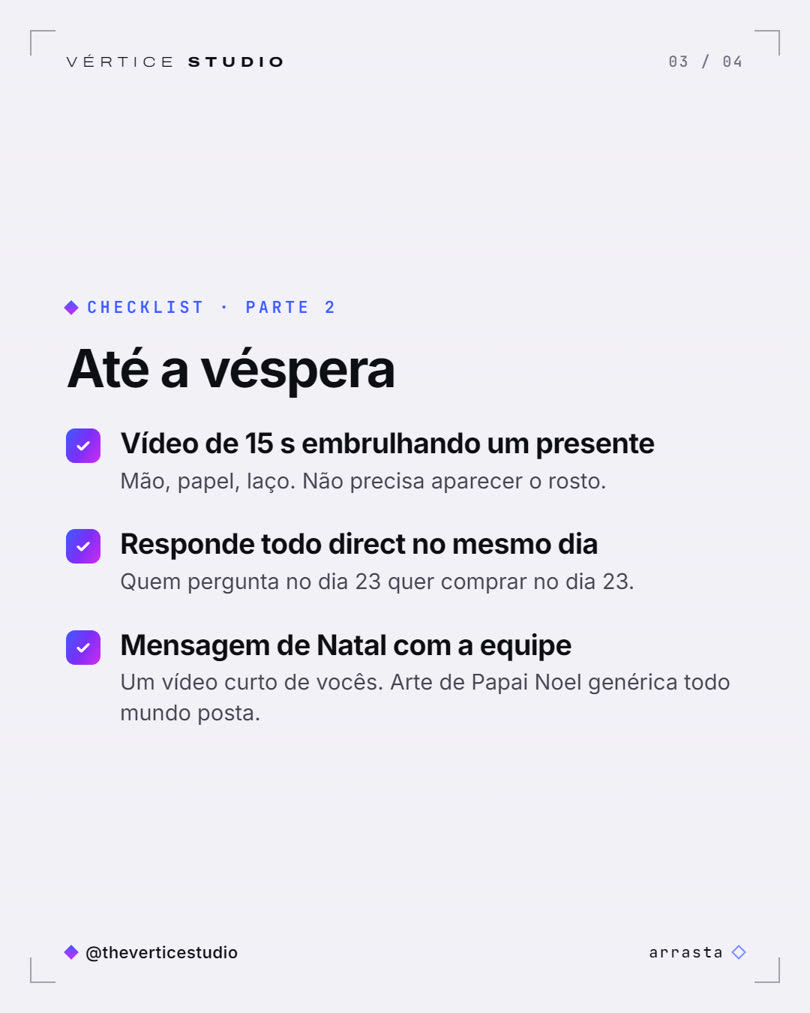 VÉRTICE STUDIO
03 / 04
CHECKLIST · PARTE 2
Até a véspera
Vídeo de 15 s embrulhando um presente
Mão, papel, laço. Não precisa aparecer o rosto.
Responde todo direct no mesmo dia
Quem pergunta no dia 23 quer comprar no dia 23.
Mensagem de Natal com a equipe
Um vídeo curto de vocês. Arte de Papai Noel genérica todo
mundo posta.
@theverticestudio
arrasta